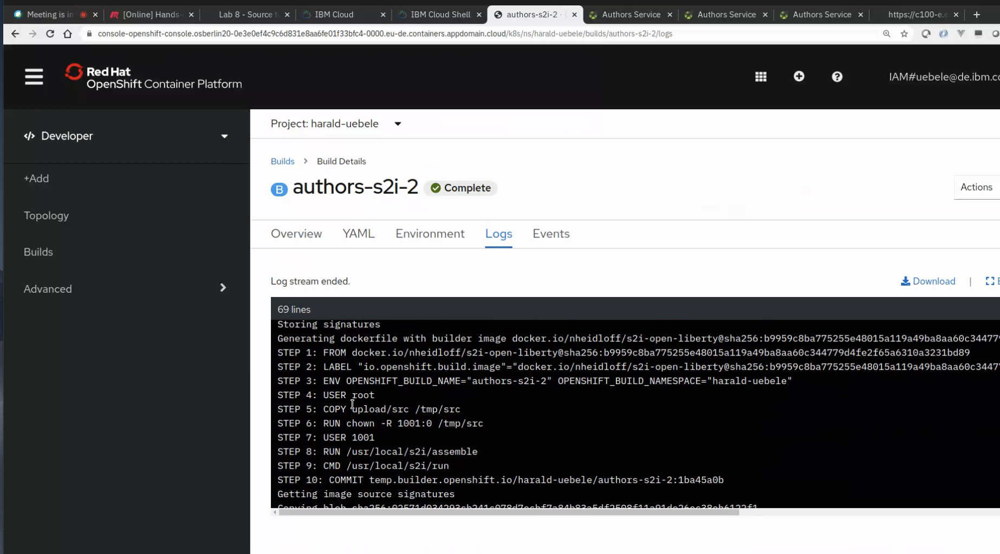 Meeting is in
[Online] Hands-
Lab 8 - Source t
IBM Cloud
IBM Cloud Shell
authors-s2i-2 ·
Authors Service
Authors Service
Authors Service
https://c100-e.e
console-openshift-console.osberlin20-0e3e0ef4c9c6d831e8aa6fe01f33bfc4-0000.eu-de.containers.appdomain.cloud/k8s/ns/harald-uebele/builds/authors-s2i-2/logs
Red Hat
OpenShift Container Platform
IAM#uebele@de.ibm.co
Developer
+Add
Topology
Builds
Advanced
Project: harald-uebele
Builds > Build Details
B authors-s2i-2 Complete
Actions
Overview YAML Environment Logs Events
Log stream ended.
Download |
69 lines
Storing signatures
Generating dockerfile with builder image docker.io/nheidloff/s2i-open-liberty@sha256:b9959c8ba775255e48015a119a49ba8aa60c344779
STEP 1: FROM docker.io/nheidloff/s2i-open-liberty@sha256:b9959c8ba775255e48015a119a49ba8aa60c344779d4fe2f65a6310a3231bd89
STEP 2: LABEL "io.openshift.build.image"="docker.io/nheidloff/s2i-open-liberty@sha256:b9959c8ba775255e48015a119a49ba8aa60c3447
STEP 3: ENV OPENSHIFT_BUILD_NAME="authors-s2i-2" OPENSHIFT_BUILD_NAMESPACE="harald-uebele"
STEP 4: USER root
STEP 5: COPY upload/src /tmp/src
STEP 6: RUN chown -R 1001:0 /tmp/src
STEP 7: USER 1001
STEP 8: RUN /usr/local/s2i/assemble
STEP 9: CMD /usr/local/s2i/run
STEP 10: COMMIT temp.builder.openshift.io/harald-uebele/authors-s2i-2:1ba45a0b
Getting image source signatures
Copying blob